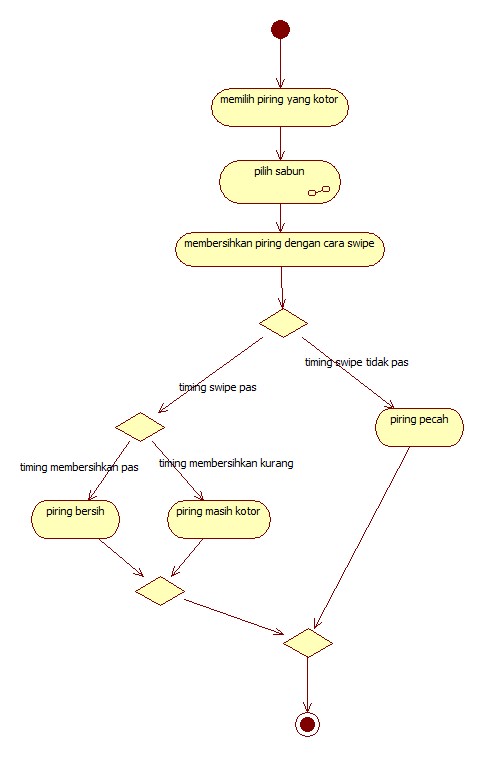 memilih piring yang kotor
pilih sabun
membersihkan piring dengan cara swipe
timing swipe tidak pas
timing swipe pas
piring pecah
timing membersihkan pas
timing membersihkan kurang
piring bersih
piring masih kotor